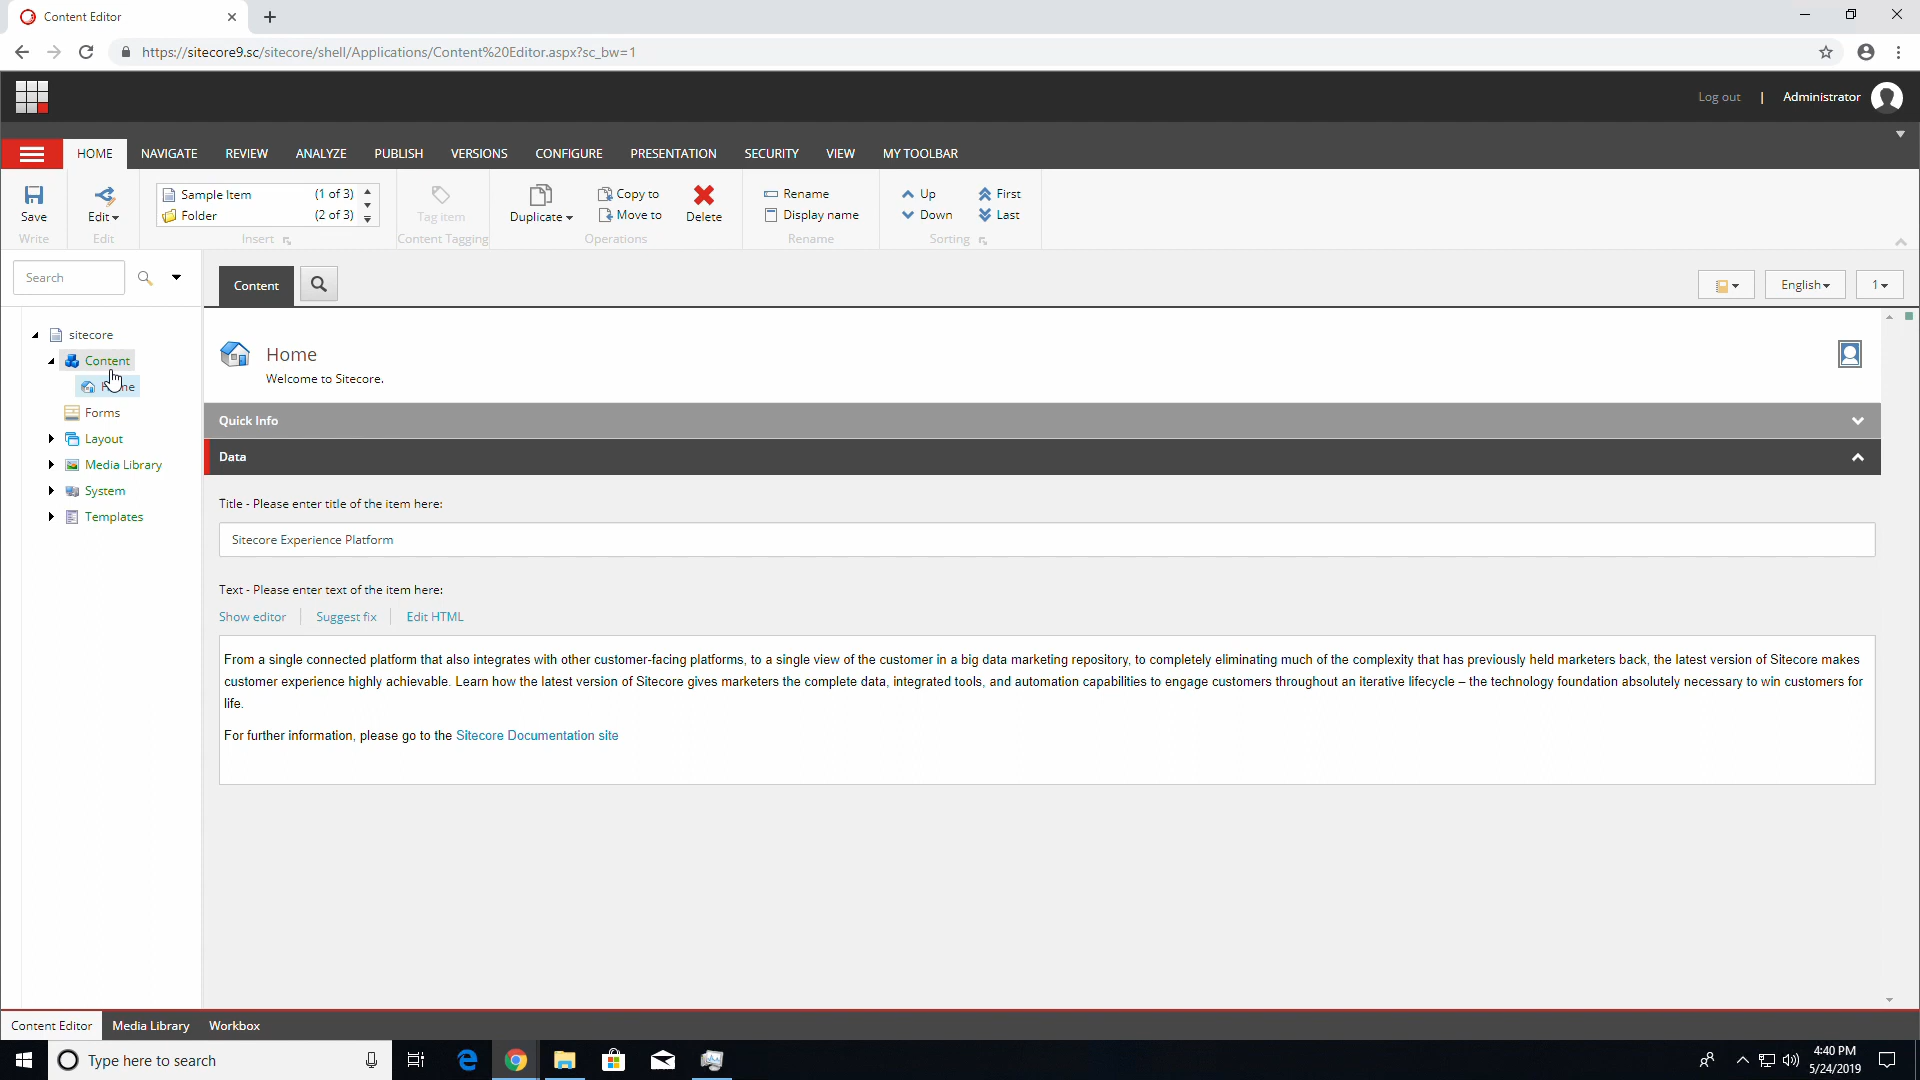 Content Editor
https://sitecore9.sc/sitecore/shell/Applications/Content%20Editor.aspx?sc_bw=1
Log out | Administrator
HOME NAVIGATE REVIEW ANALYZE PUBLISH VERSIONS CONFIGURE PRESENTATION SECURITY VIEW MY TOOLBAR
Sample Item (1 of 3) Copy to Rename Up First
Save Edit Folder (2 of 3) Tag item Duplicate Move to Delete Display name Down Last
Write Edit Insert Content Tagging Operations Rename Sorting
Search
Content English 1
sitecore
Content
Forms
Layout
Media Library
System
Templates
Home
Welcome to Sitecore.
Quick Info
Data
Title - Please enter title of the item here:
Sitecore Experience Platform
Text - Please enter text of the item here:
Show editor Suggest fix Edit HTML
From a single connected platform that also integrates with other customer-facing platforms, to a single view of the customer in a big data marketing repository, to completely eliminating much of the complexity that has previously held marketers back, the latest version of Sitecore makes
customer experience highly achievable. Learn how the latest version of Sitecore gives marketers the complete data, integrated tools, and automation capabilities to engage customers throughout an iterative lifecycle – the technology foundation absolutely necessary to win customers for
life.
For further information, please go to the Sitecore Documentation site
Content Editor Media Library Workbox
Type here to search
4:40 PM
5/24/2019